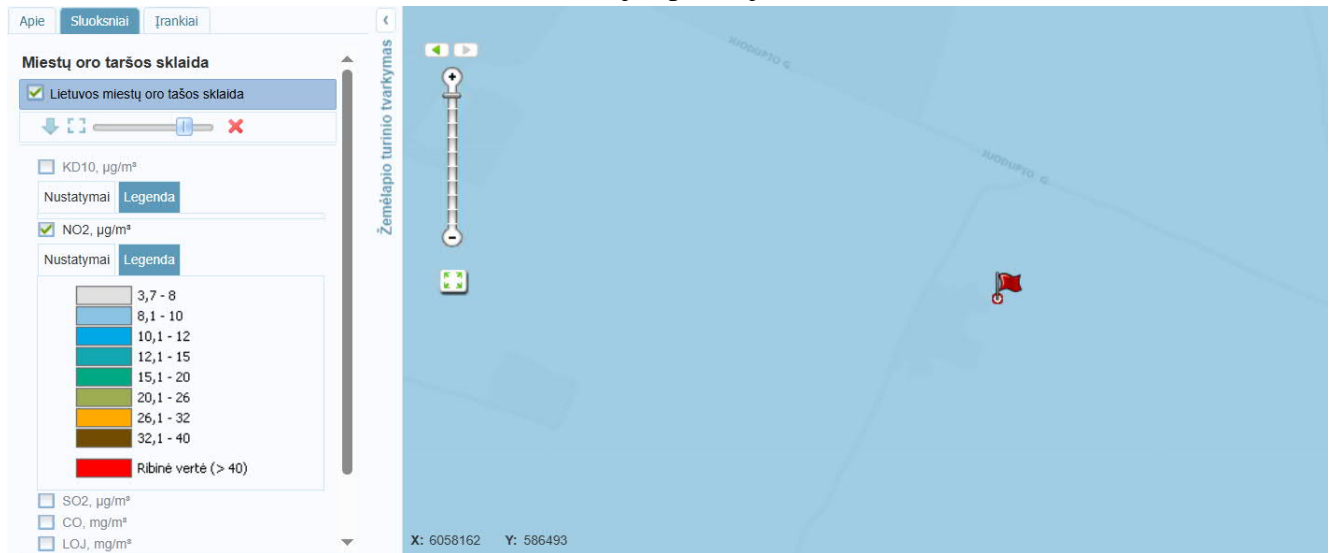 Apie Sluoksniai Įrankiai
Miestų oro taršos sklaida
Lietuvos miestų oro tašos sklaida
KD10, µg/m³
Nustatymai Legenda
NO2, µg/m³
Nustatymai Legenda
3,7 - 8
8,1 - 10
10,1 - 12
12,1 - 15
15,1 - 20
20,1 - 26
26,1 - 32
32,1 - 40
Ribinė vertė (> 40)
SO2, µg/m³
CO, mg/m³
LOJ, mg/m³
Žemėlapio turinio tvarkymas
JUODUPIO G.
JUODUPIO G.
X: 6058162 Y: 586493